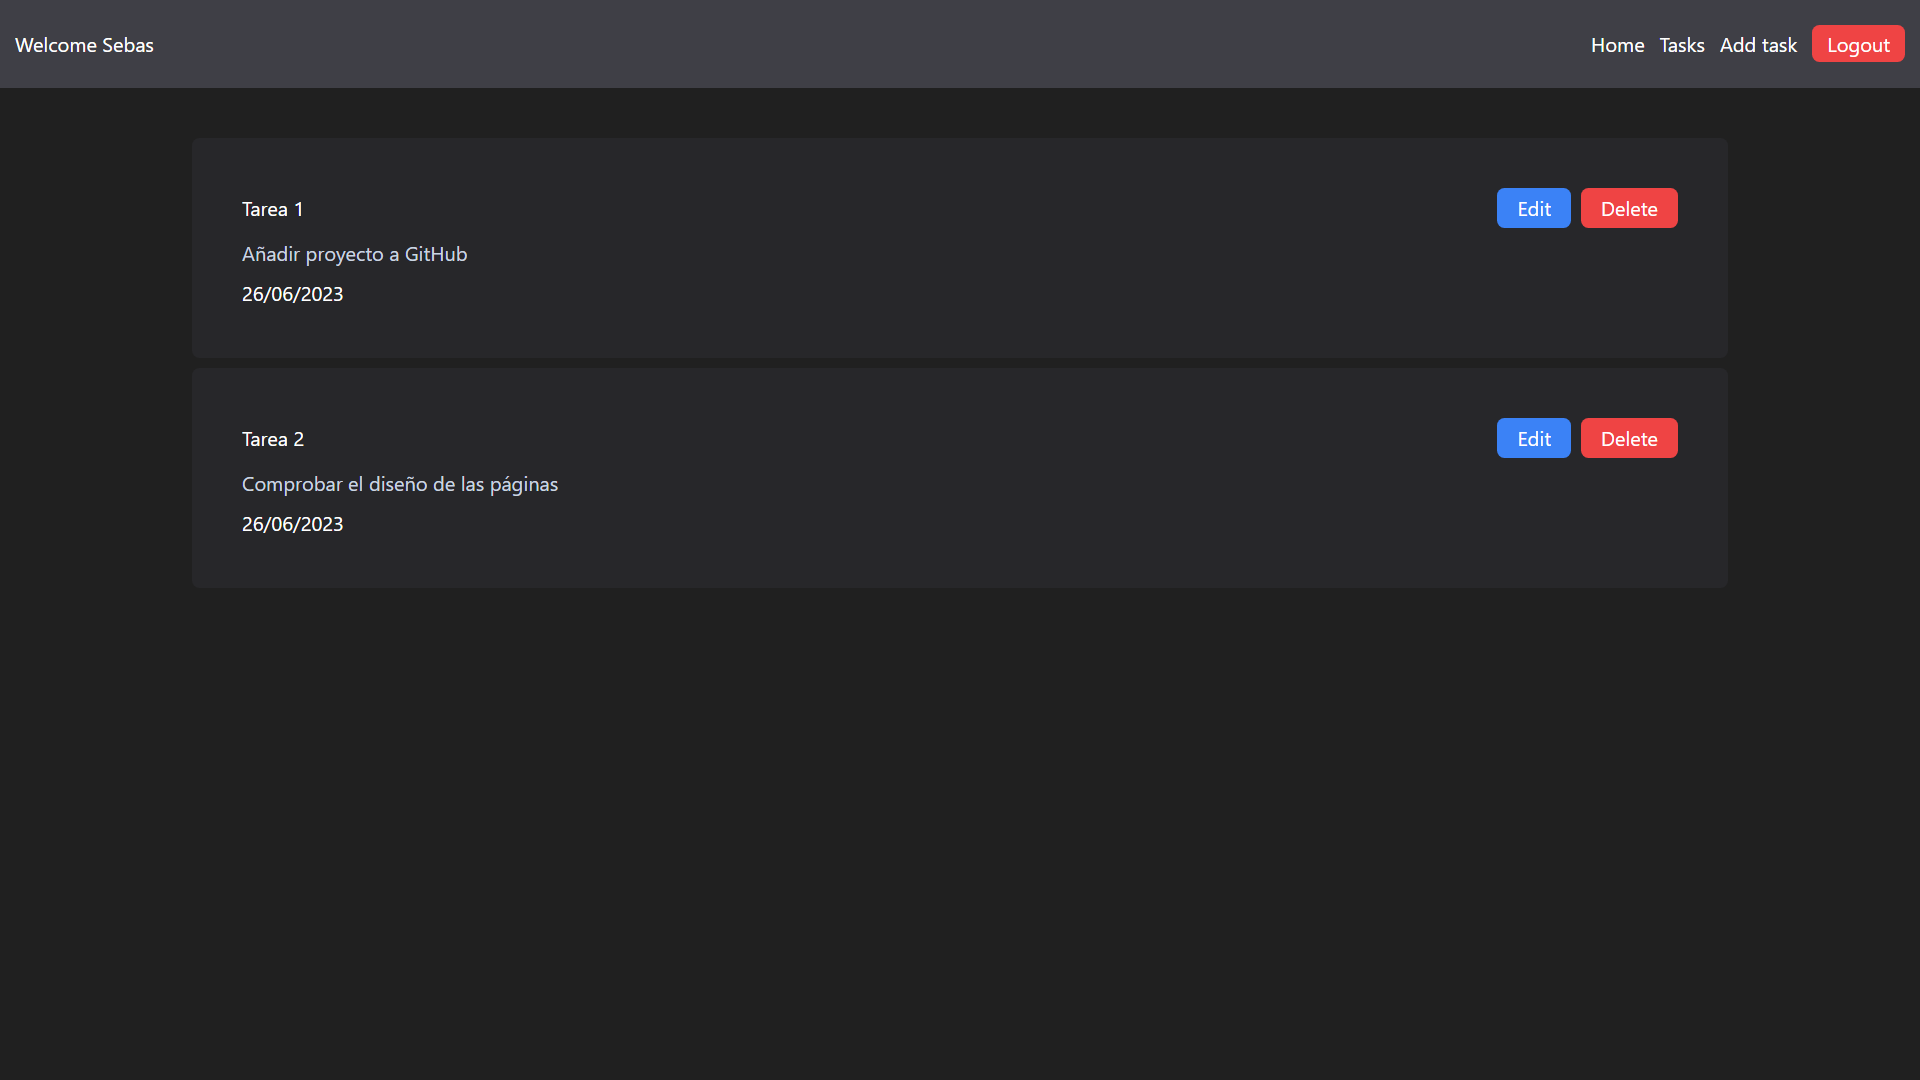 Welcome Sebas
Home Tasks Add task Logout
Tarea 1
Edit Delete
Añadir proyecto a GitHub
26/06/2023
Tarea 2
Edit Delete
Comprobar el diseño de las páginas
26/06/2023